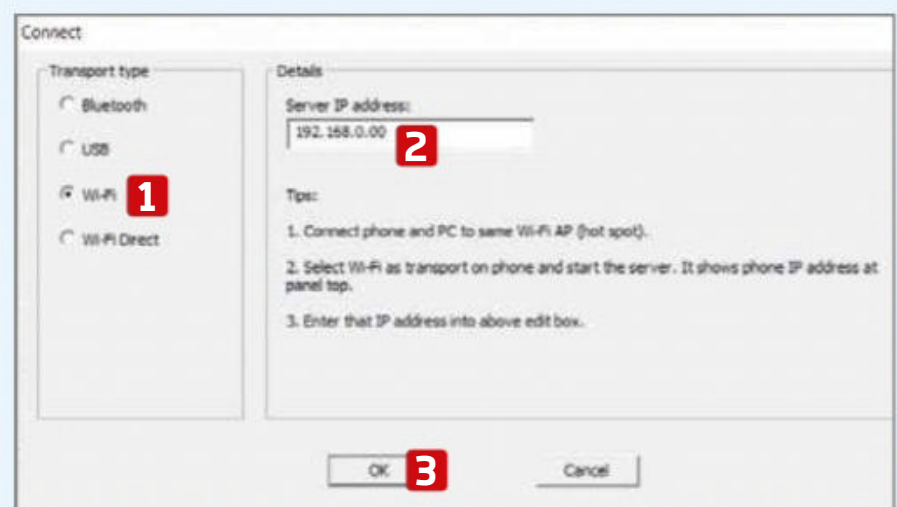 Connect
Transport type
Bluetooth
USB
Wi-Fi
1
Wi-Fi Direct
Details
Server IP address:
192.168.0.00
2
Tips:
1. Connect phone and PC to same Wi-Fi AP (hot spot).
2. Select Wi-Fi as transport on phone and start the server. It shows phone IP address at
panel top.
3. Enter that IP address into above edit box.
OK
3
Cancel